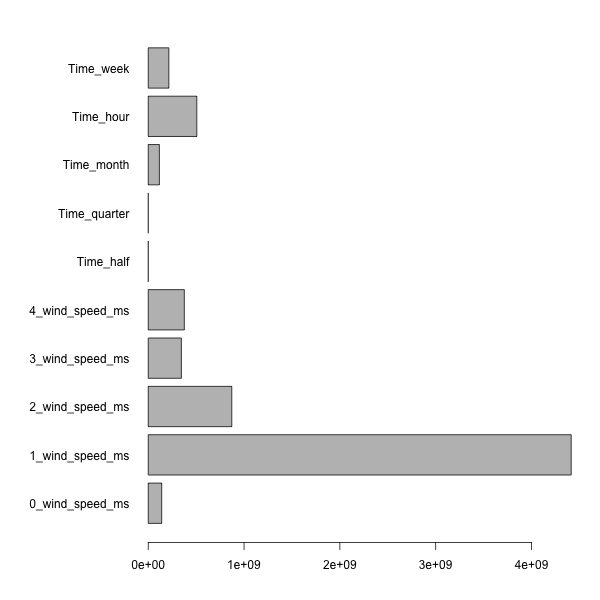 Time_week
Time_hour
Time_month
Time_quarter
Time_half
4_wind_speed_ms
3_wind_speed_ms
2_wind_speed_ms
1_wind_speed_ms
0_wind_speed_ms
0e+00 1e+09 2e+09 3e+09 4e+09